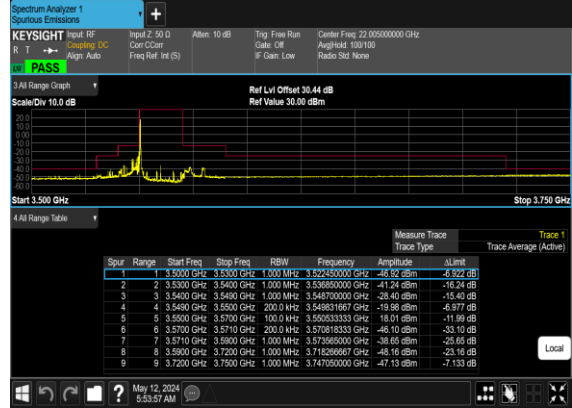 Spectrum Analyzer 1
Spurious Emissions
+
KEYSIGHT Input: RF Input Z: 50 Ω Atten: 10 dB Trig: Free Run Center Freq: 22.005000000 GHz
R T Coupling: DC Corr CCorr Gate: Off Avg|Hold: 100/100
Align: Auto Freq Ref: Int (S) IF Gain: Low Radio Std: None
LW PASS
3 All Range Graph
Ref Lvl Offset 30.44 dB
Scale/Div 10.0 dB Ref Value 30.00 dBm
20.0
10.0
0.00
-10.0
-20.0
-30.0
-40.0
-50.0
-60.0
Start 3.500 GHz Stop 3.750 GHz
4 All Range Table
Measure Trace Trace 1
Trace Type Trace Average (Active)
Spur Range Start Freq Stop Freq RBW Frequency Amplitude ΔLimit
1 1 3.5000 GHz 3.5300 GHz 1.000 MHz 3.522450000 GHz -46.92 dBm -6.922 dB
2 2 3.5300 GHz 3.5400 GHz 1.000 MHz 3.536850000 GHz -41.24 dBm -16.24 dB
3 3 3.5400 GHz 3.5490 GHz 1.000 MHz 3.548700000 GHz -28.40 dBm -15.40 dB
4 4 3.5490 GHz 3.5500 GHz 200.0 kHz 3.549831667 GHz -19.98 dBm -6.977 dB
5 5 3.5500 GHz 3.5700 GHz 100.0 kHz 3.550533333 GHz 18.01 dBm -11.99 dB
6 6 3.5700 GHz 3.5710 GHz 200.0 kHz 3.570818333 GHz -46.10 dBm -33.10 dB
7 7 3.5710 GHz 3.5900 GHz 1.000 MHz 3.573565000 GHz -38.65 dBm -25.65 dB
8 8 3.5900 GHz 3.7200 GHz 1.000 MHz 3.718266667 GHz -48.16 dBm -23.16 dB
9 9 3.7200 GHz 3.7500 GHz 1.000 MHz 3.747050000 GHz -47.13 dBm -7.133 dB
Local
?
May 12, 2024
5:53:57 AM